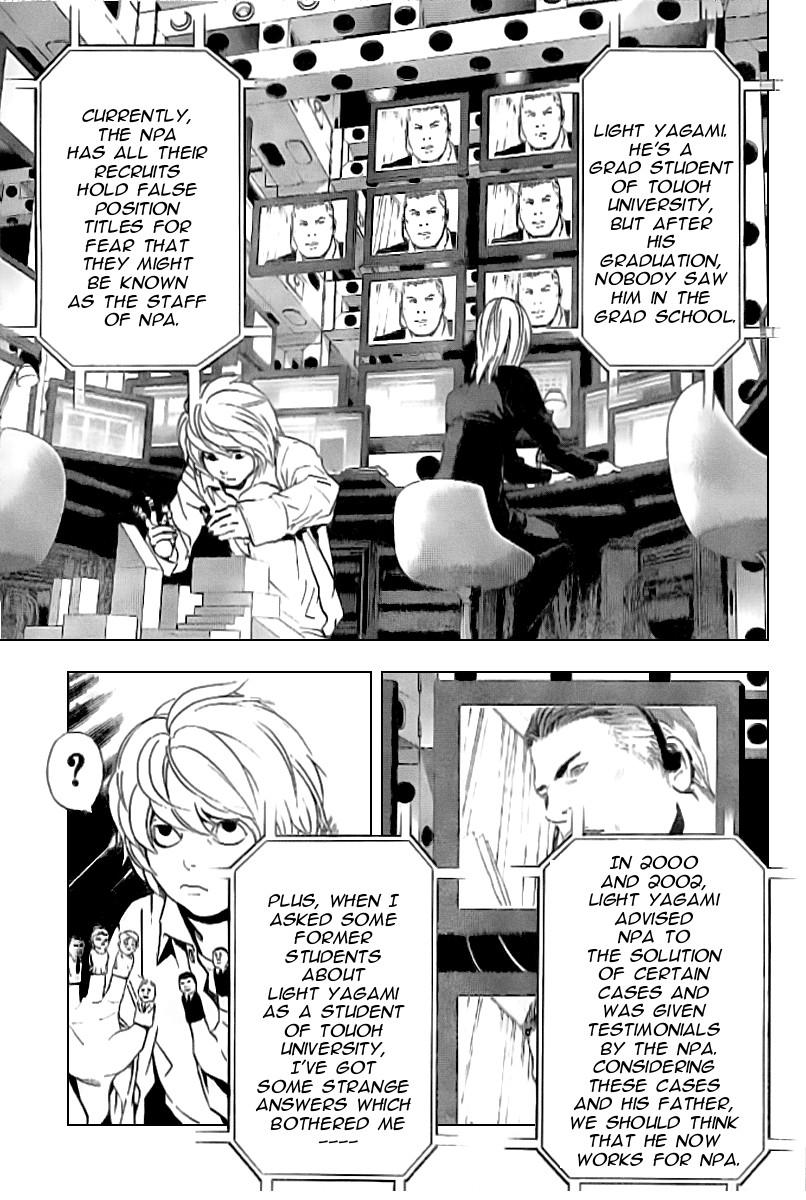 LIGHT YAGAMI.
HE'S A
GRAD STUDENT
OF TOUOH
UNIVERSITY,
BUT AFTER
HIS
GRADUATION,
NOBODY SAW
HIM IN THE
GRAD SCHOOL.
CURRENTLY,
THE NPA
HAS ALL THEIR
RECRUITS
HOLD FALSE
POSITION
TITLES FOR
FEAR THAT
THEY MIGHT
BE KNOWN
AS THE STAFF
OF NPA.
IN 2000
AND 2002,
LIGHT YAGAMI
ADVISED
NPA TO
THE SOLUTION
OF CERTAIN
CASES AND
WAS GIVEN
TESTIMONIALS
BY THE NPA.
CONSIDERING
THESE CASES
AND HIS FATHER,
WE SHOULD THINK
THAT HE NOW
WORKS FOR NPA.
PLUS, WHEN I
ASKED SOME
FORMER
STUDENTS
ABOUT
LIGHT YAGAMI
AS A STUDENT
OF TOUOH
UNIVERSITY,
I'VE GOT
SOME STRANGE
ANSWERS WHICH
BOTHERED ME
----
?